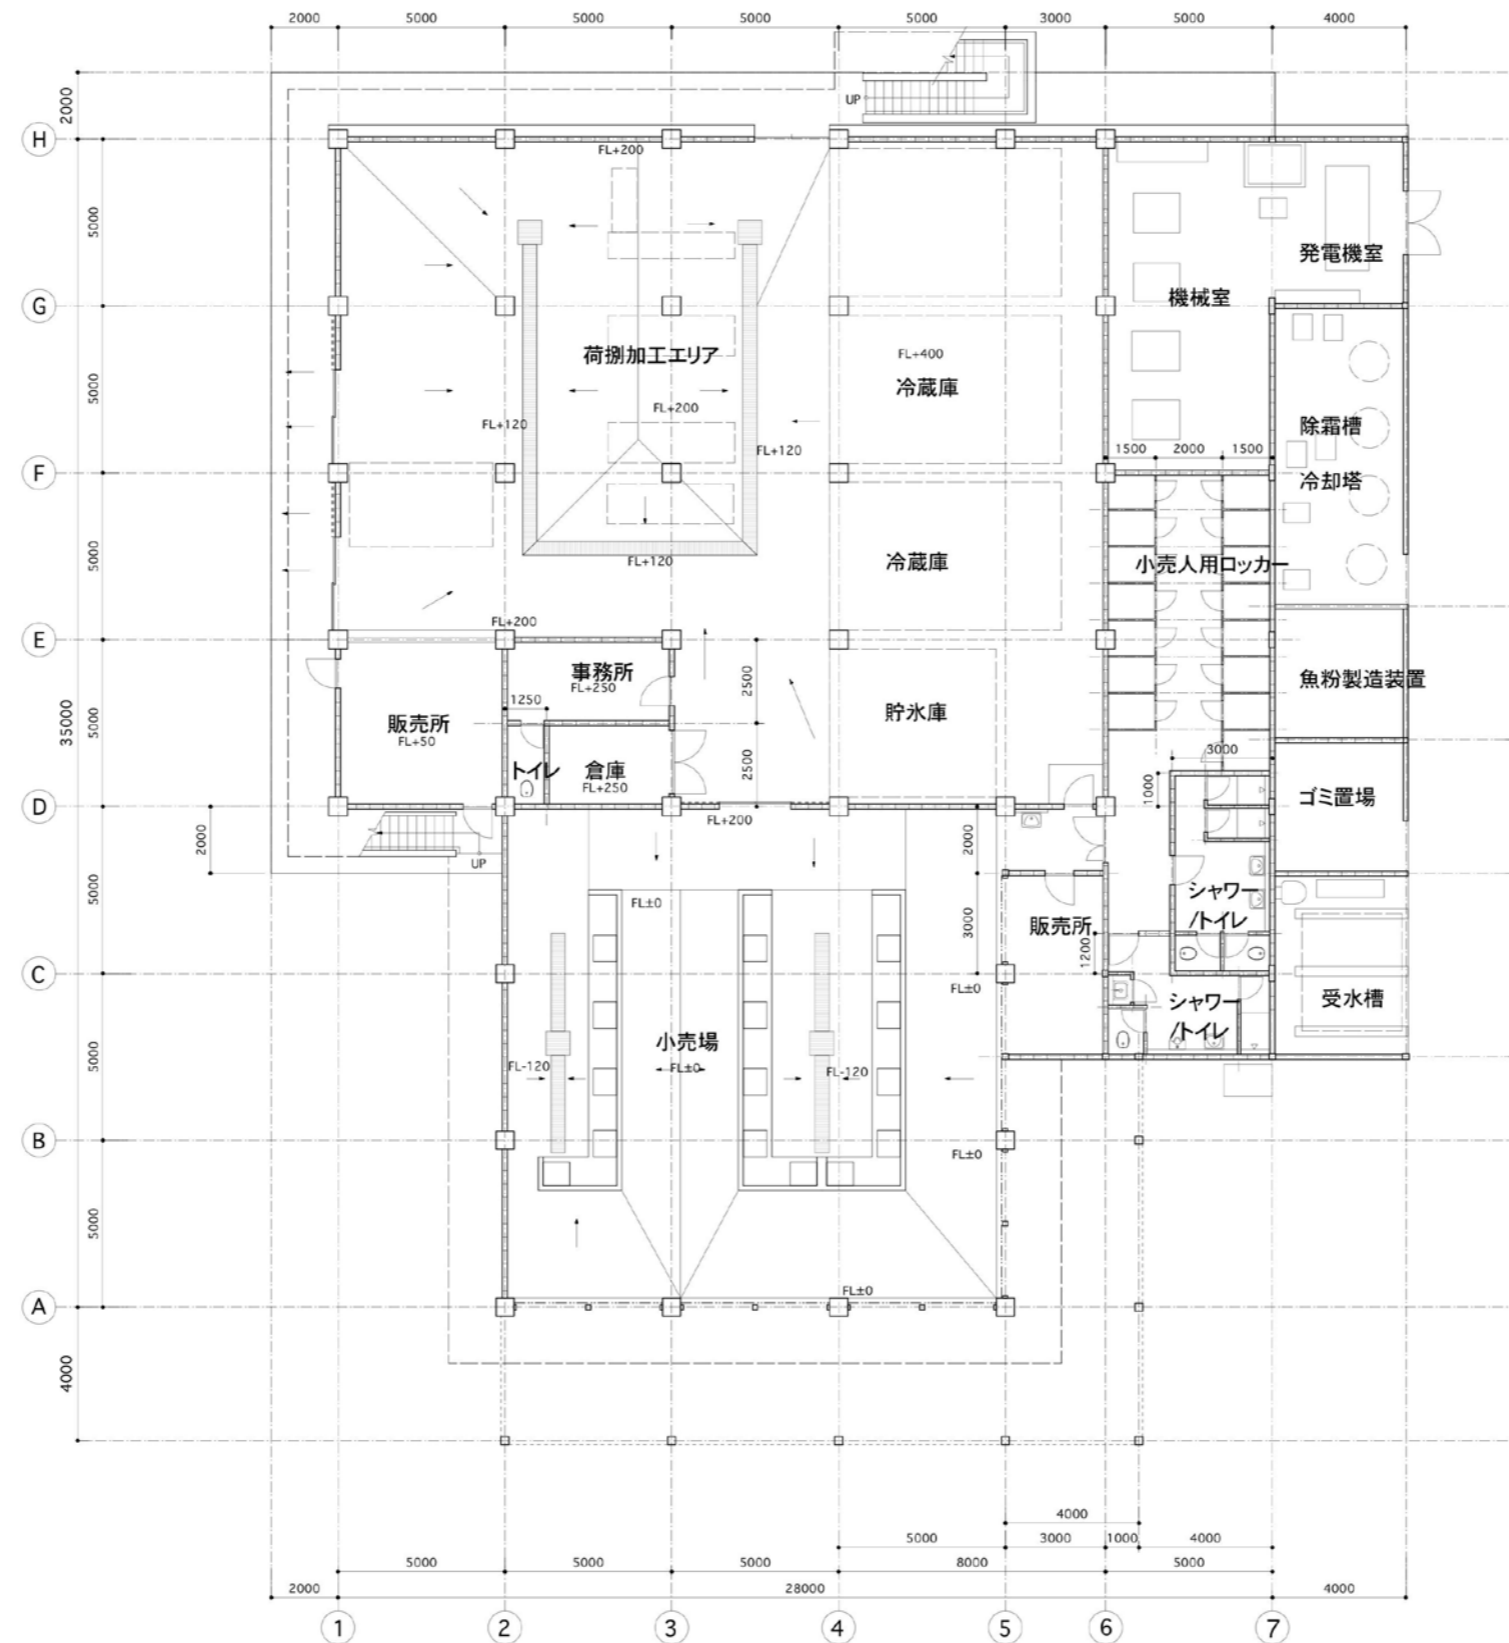 2000 5000 5000 5000 5000 3000 5000 4000
2000
UP
H
FL+200
5000
発電機室
G
機械室
荷捌加工エリア
FL+400
冷蔵庫
5000
FL+200
FL+120
FL+120
除霜槽
1500 2000 1500
F
冷却塔
5000
FL+120
冷蔵庫
小売人用ロッカー
FL+200
E
事務所
FL+250
2500
魚粉製造装置
1250
35000
5000
販売所
FL+50
貯氷庫
3000
トイレ
倉庫
FL+250
2500
1000
ゴミ置場
D
FL+200
2000
UP
2000
5000
FL±0
シャワー
/トイレ
販売所
3000
1200
C
FL±0
シャワー
/トイレ
受水槽
小売場
5000
FL-120
FL±0
FL-120
B
FL±0
5000
FL±0
A
4000
4000
5000 3000 1000 4000
5000 5000 5000 8000 5000
2000 28000 4000
1 2 3 4 5 6 7